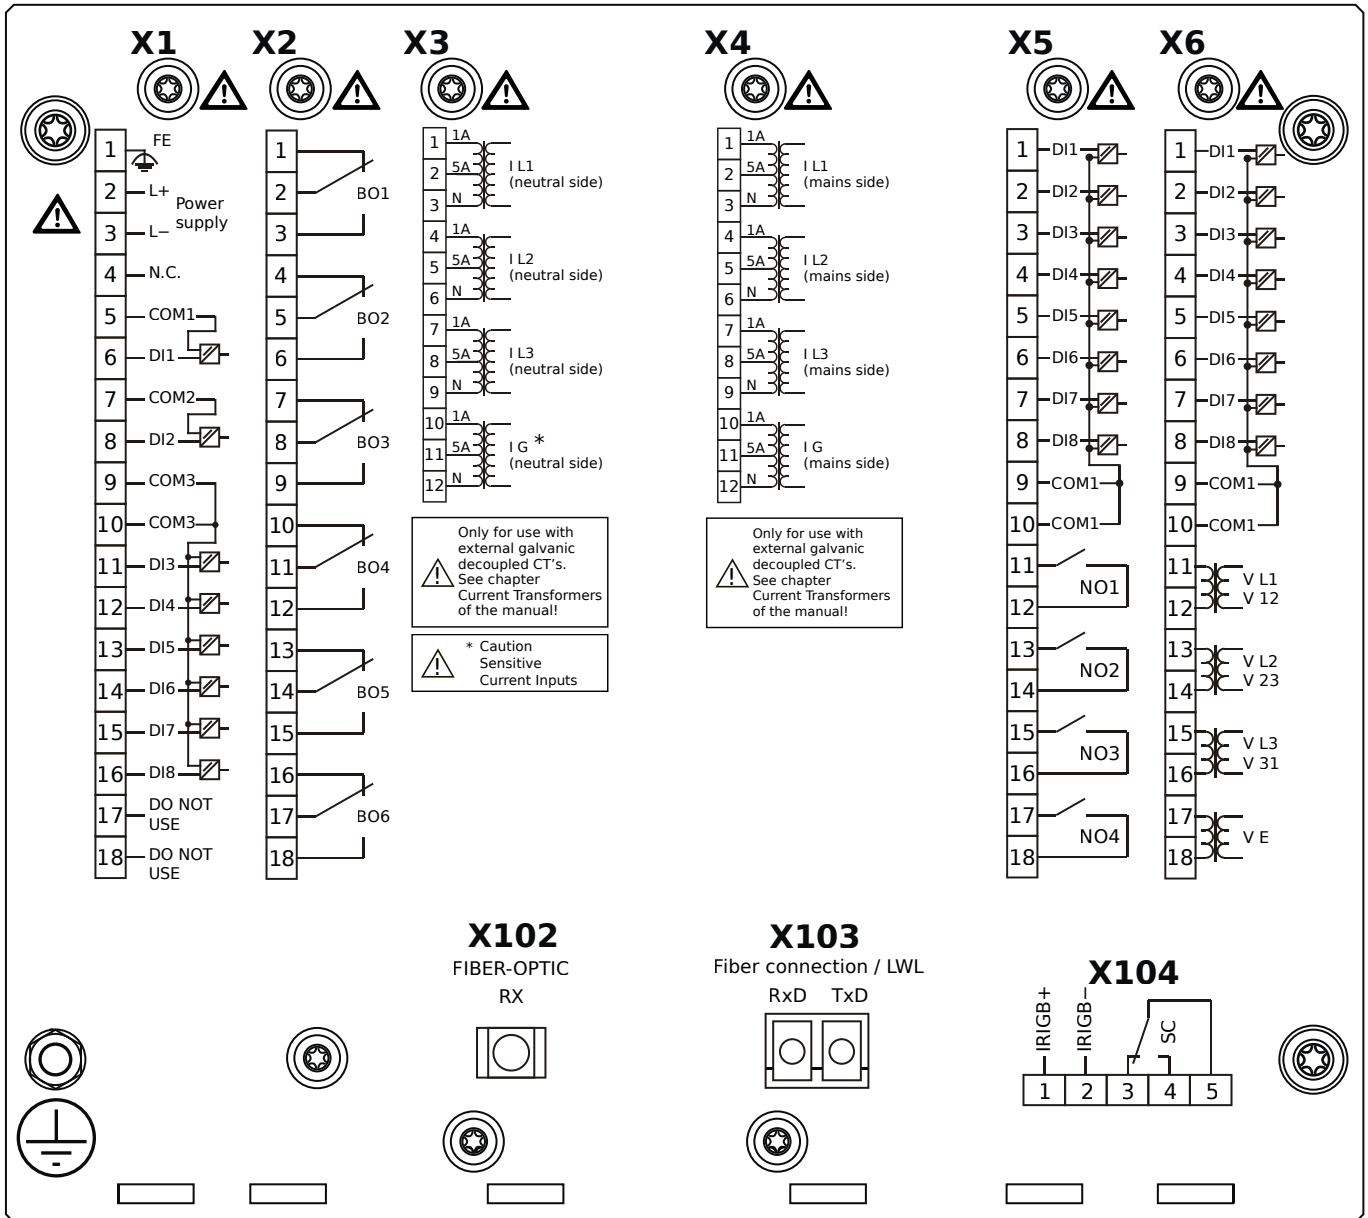 X1 X2 X3 X4 X5 X6
1 FE
2 L+
Power
supply
3 L−
4 N.C.
5 COM1
6 DI1
7 COM2
8 DI2
9 COM3
10 COM3
11 DI3
12 DI4
13 DI5
14 DI6
15 DI7
16 DI8
17 DO NOT
USE
18 DO NOT
USE
1
2 BO1
3
4
5 BO2
6
7
8 BO3
9
10
11 BO4
12
13
14 BO5
15
16
17 BO6
18
1 1A
2 5A
3 N
I L1
(neutral side)
4 1A
5 5A
6 N
I L2
(neutral side)
7 1A
8 5A
9 N
I L3
(neutral side)
10 1A
11 5A
12 N
I G *
(neutral side)
Only for use with
external galvanic
decoupled CT's.
See chapter
Current Transformers
of the manual!
* Caution
Sensitive
Current Inputs
1 1A
2 5A
3 N
I L1
(mains side)
4 1A
5 5A
6 N
I L2
(mains side)
7 1A
8 5A
9 N
I L3
(mains side)
10 1A
11 5A
12 N
I G
(mains side)
Only for use with
external galvanic
decoupled CT's.
See chapter
Current Transformers
of the manual!
1 DI1
2 DI2
3 DI3
4 DI4
5 DI5
6 DI6
7 DI7
8 DI8
9 COM1
10 COM1
11
NO1
12
13
NO2
14
15
NO3
16
17
NO4
18
1 DI1
2 DI2
3 DI3
4 DI4
5 DI5
6 DI6
7 DI7
8 DI8
9 COM1
10 COM1
11
V L1
V 12
12
13
V L2
V 23
14
15
V L3
V 31
16
17
V E
18
X102
FIBER-OPTIC
RX
X103
Fiber connection / LWL
RxD TxD
X104
IRIGB+
IRIGB−
SC
1 2 3 4 5